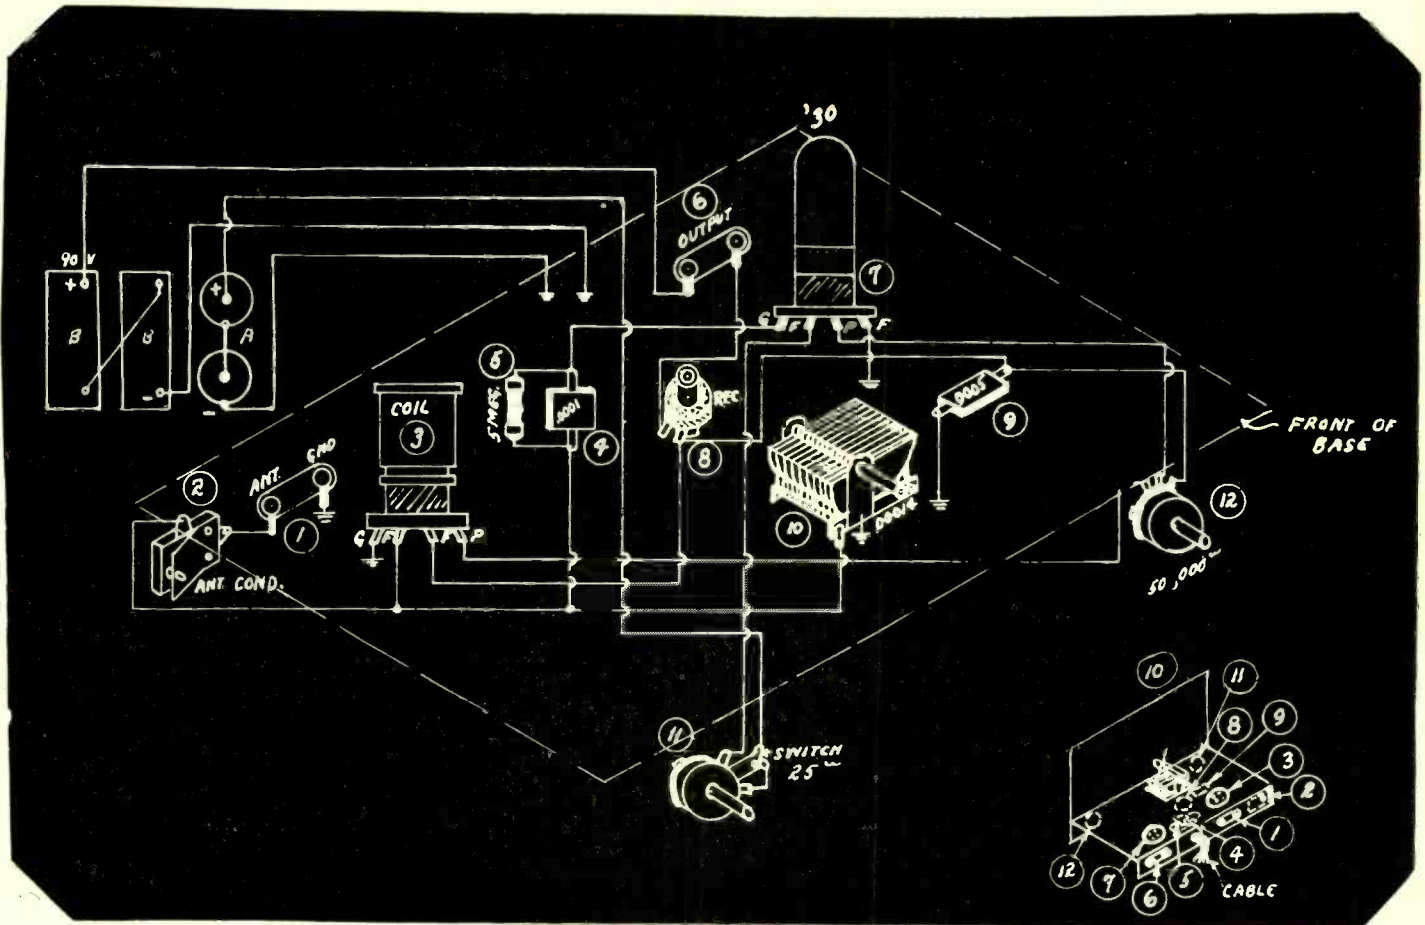 '30
6
OUTPUT
7
90 V
+
B
B
-
+
A
-
G F P F
5
5 MEG.
.0001
4
REC.
8
.0005
9
FRONT OF
BASE
COIL
3
2
ANT. GND
1
ANT. COND.
G F F P
10
.00014
12
50,000 ω
11
SWITCH
25 ω
10
11
9
8
3
2
1
4
5
CABLE
6
7
12